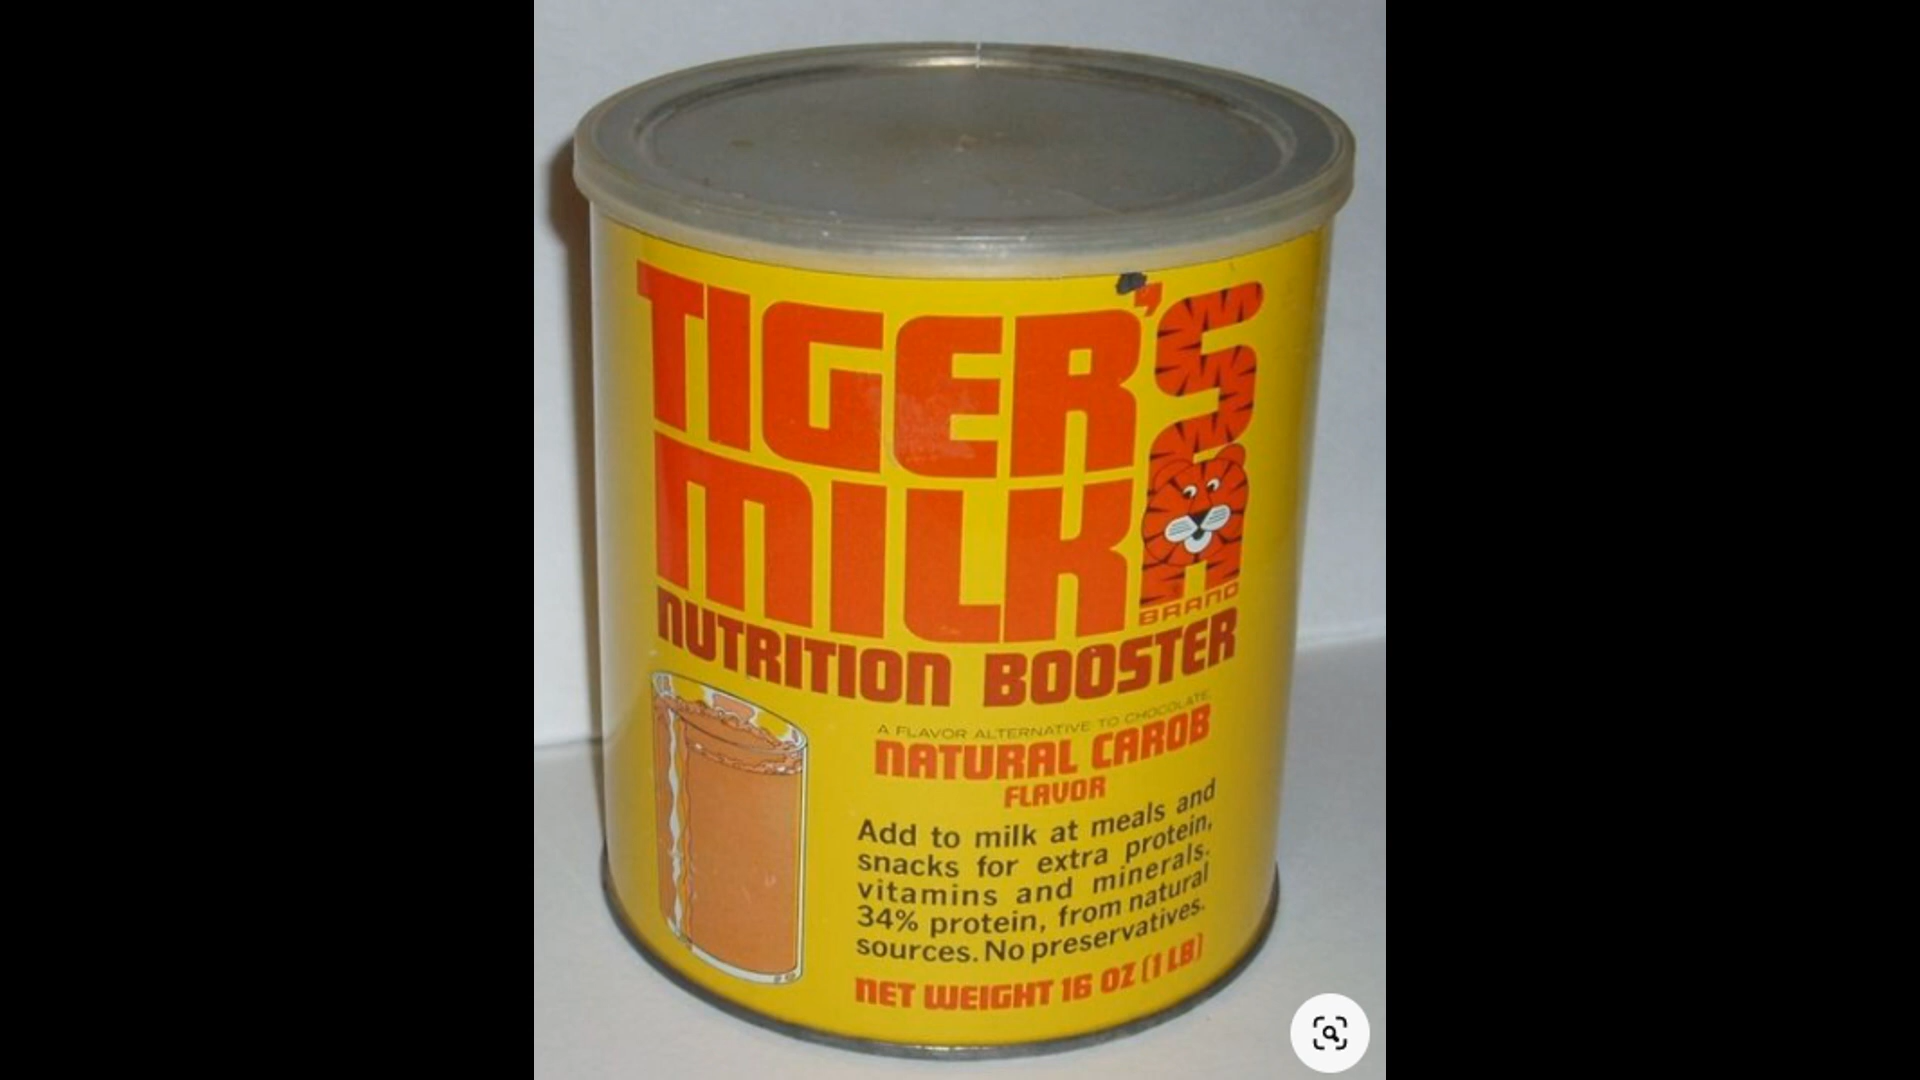 TIGER'S
MILK
BRAND
NUTRITION BOOSTER
A FLAVOR ALTERNATIVE TO CHOCOLATE.
NATURAL CAROB
FLAVOR
Add to milk at meals and
snacks for extra protein,
vitamins and minerals.
34% protein, from natural
sources. No preservatives.
NET WEIGHT 16 OZ (1 LB)